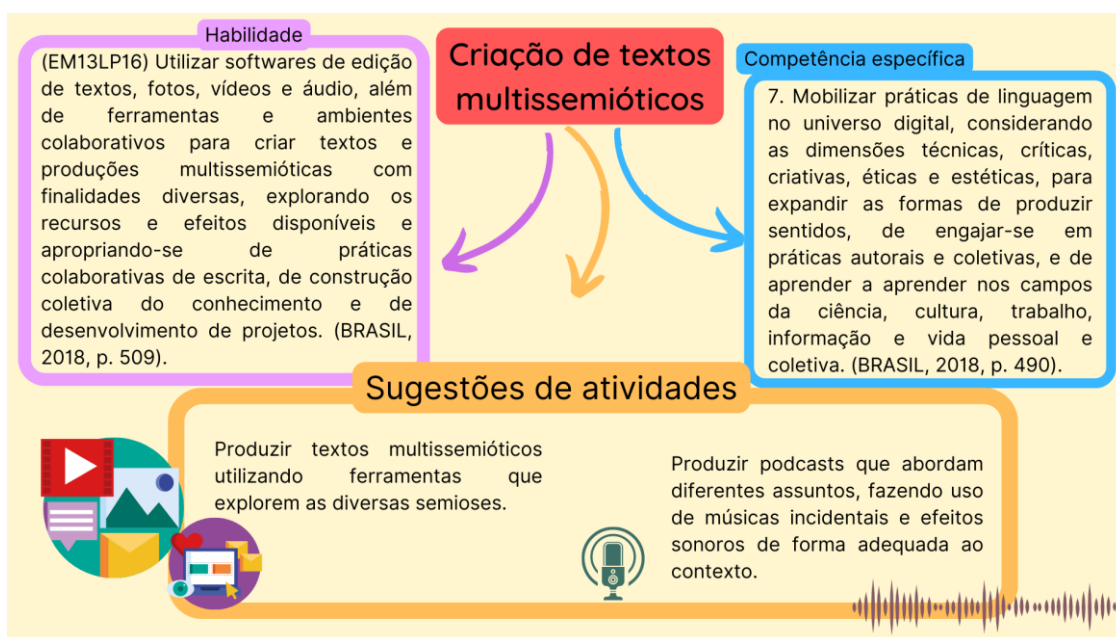 Criação de textos
multissemióticos
Habilidade
(EM13LP16) Utilizar softwares de edição
de textos, fotos, vídeos e áudio, além
de ferramentas e ambientes
colaborativos para criar textos e
produções multissemióticas com
finalidades diversas, explorando os
recursos e efeitos disponíveis e
apropriando-se de práticas
colaborativas de escrita, de construção
coletiva do conhecimento e de
desenvolvimento de projetos. (BRASIL,
2018, p. 509).
Competência específica
7. Mobilizar práticas de linguagem
no universo digital, considerando
as dimensões técnicas, críticas,
criativas, éticas e estéticas, para
expandir as formas de produzir
sentidos, de engajar-se em
práticas autorais e coletivas, e de
aprender a aprender nos campos
da ciência, cultura, trabalho,
informação e vida pessoal e
coletiva. (BRASIL, 2018, p. 490).
Sugestões de atividades
Produzir textos multissemióticos
utilizando ferramentas que
explorem as diversas semioses.
Produzir podcasts que abordam
diferentes assuntos, fazendo uso
de músicas incidentais e efeitos
sonoros de forma adequada ao
contexto.